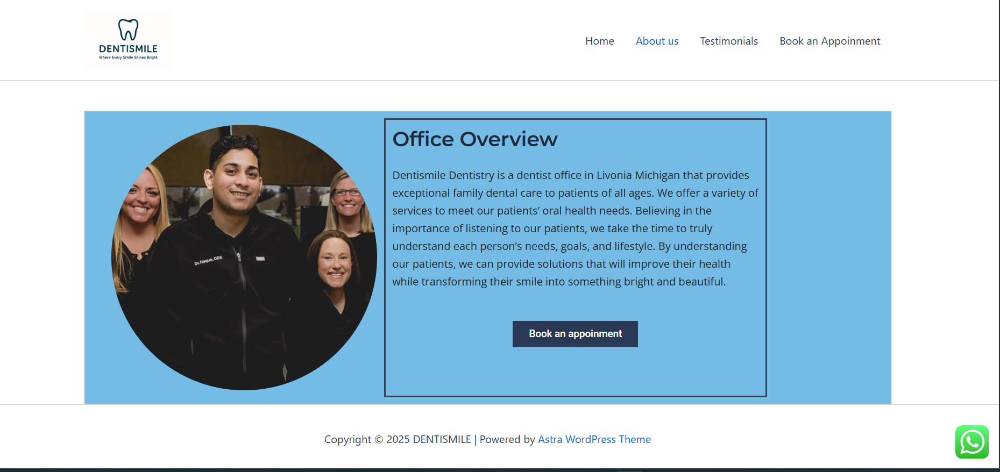 DENTISMILE
Where Every Smile Shines Bright
Home
About us
Testimonials
Book an Appoinment
Dr. Haque, DDS
Office Overview
Dentismile Dentistry is a dentist office in Livonia Michigan that provides
exceptional family dental care to patients of all ages. We offer a variety of
services to meet our patients’ oral health needs. Believing in the
importance of listening to our patients, we take the time to truly
understand each person’s needs, goals, and lifestyle. By understanding
our patients, we can provide solutions that will improve their health
while transforming their smile into something bright and beautiful.
Book an appoinment
Copyright © 2025 DENTISMILE | Powered by Astra WordPress Theme